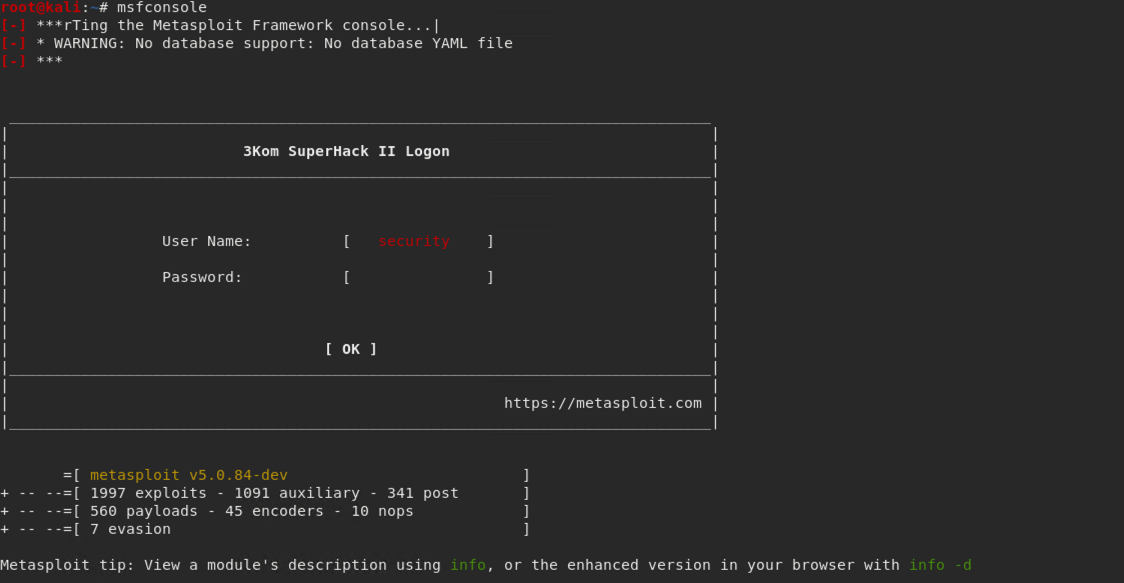 root@kali:~# msfconsole
[-] ***rTing the Metasploit Framework console...|
[-] * WARNING: No database support: No database YAML file
[-] ***
3Kom SuperHack II Logon
User Name: [ security ]
Password: [ ]
[ OK ]
https://metasploit.com
=[ metasploit v5.0.84-dev ]
+ -- --=[ 1997 exploits - 1091 auxiliary - 341 post ]
+ -- --=[ 560 payloads - 45 encoders - 10 nops ]
+ -- --=[ 7 evasion ]
Metasploit tip: View a module's description using info, or the enhanced version in your browser with info -d